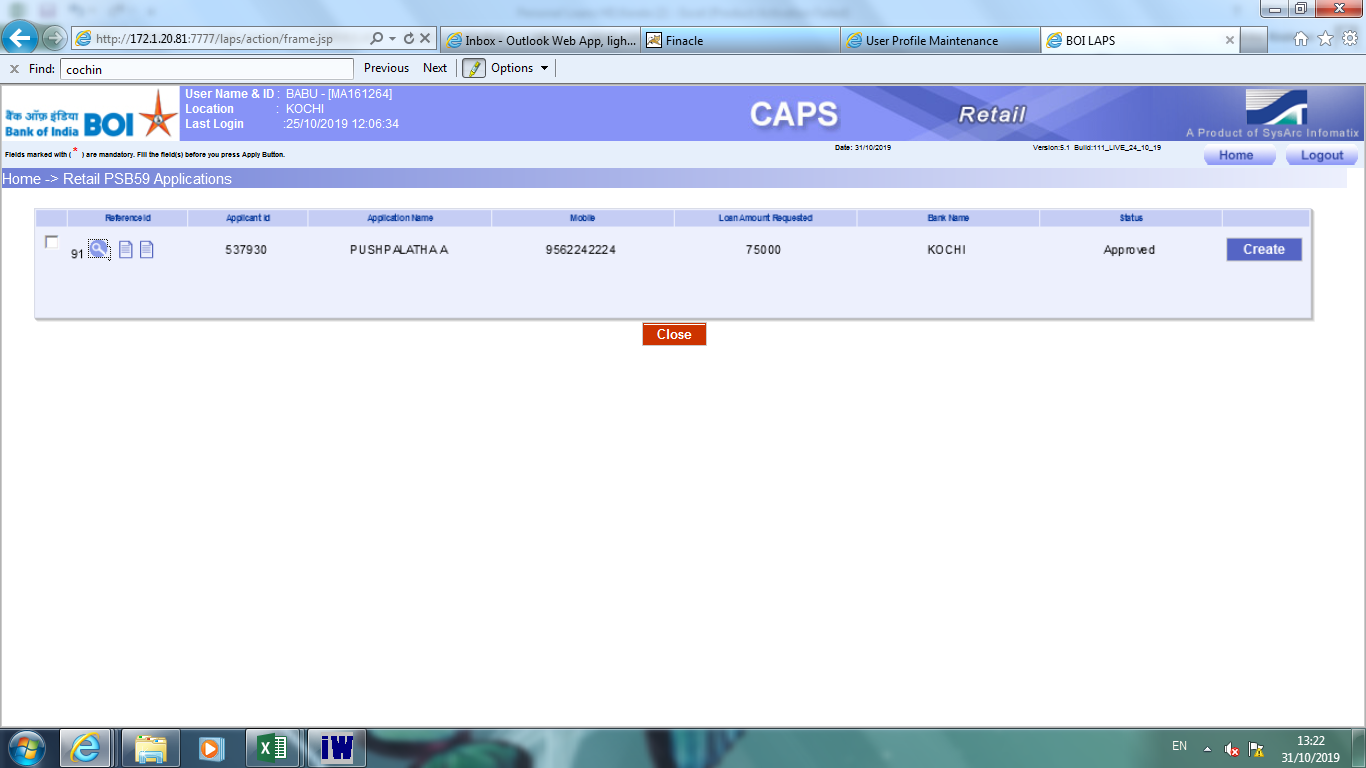 http://172.1.20.81:7777/laps/action/frame.jsp
Inbox - Outlook Web App, ligh...
Finacle
User Profile Maintenance
BOI LAPS
x Find: cochin Previous Next Options
बैंक ऑफ़ इंडिया
Bank of India BOI
User Name & ID : BABU - [MA161264]
Location : KOCHI
Last Login :25/10/2019 12:06:34
CAPS
Retail
A Product of SysArc Infomatix
Fields marked with ( * ) are mandatory. Fill the field(s) before you press Apply Button.
Date: 31/10/2019
Version:5.1 Build:111_LIVE_24_10_19
Home
Logout
Home -> Retail PSB59 Applications
Reference Id Applicant Id Application Name Mobile Loan Amount Requested Bank Name Status
91 537930 PUSHPALATHA A 9562242224 75000 KOCHI Approved Create
Close
iW
EN
13:22
31/10/2019